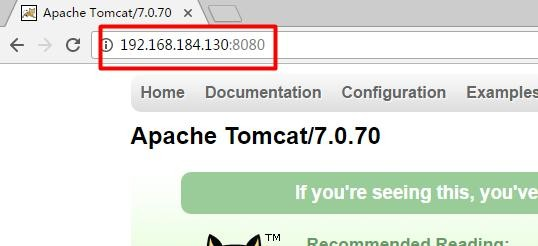 Apache Tomcat/7.0.70
192.168.184.130:8080
Home Documentation Configuration Examples
Apache Tomcat/7.0.70
If you're seeing this, you've
TM
Recommended Reading: